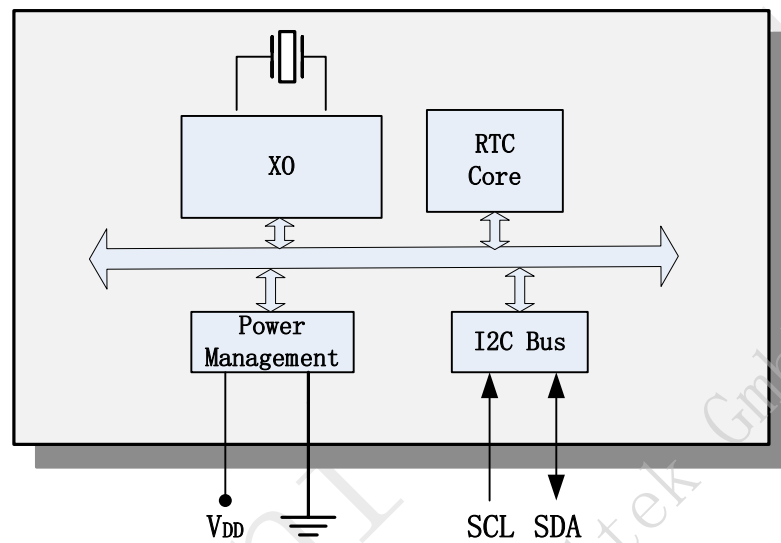 XO
RTC
Core
Power
Management
I2C Bus
VDD
SCL SDA